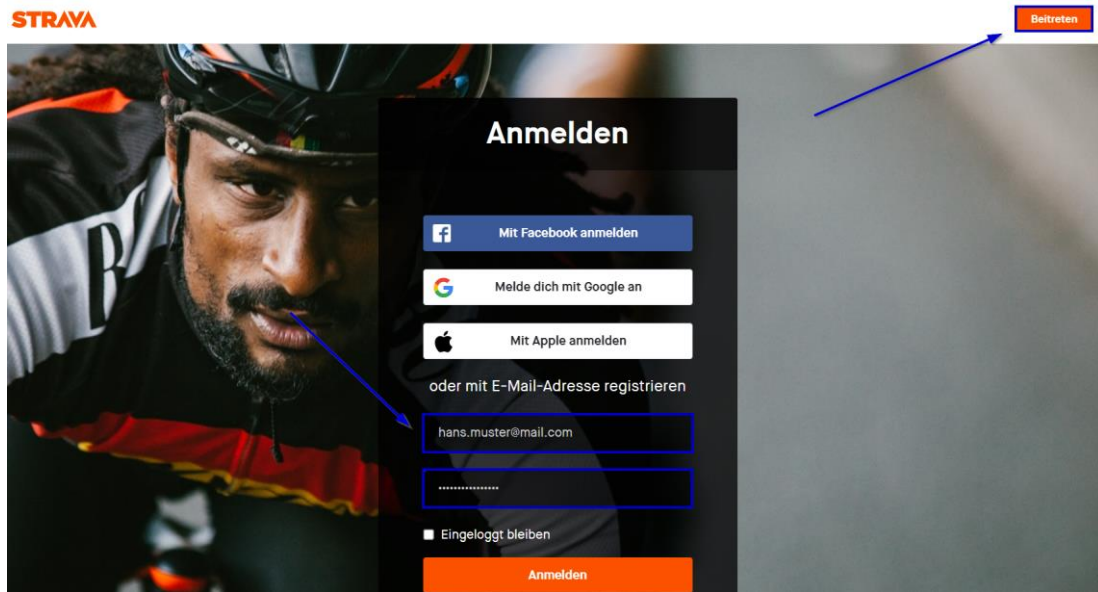 STRAVA
Beitreten
Anmelden
Mit Facebook anmelden
Melde dich mit Google an
Mit Apple anmelden
oder mit E-Mail-Adresse registrieren
hans.muster@mail.com
................
Eingeloggt bleiben
Anmelden